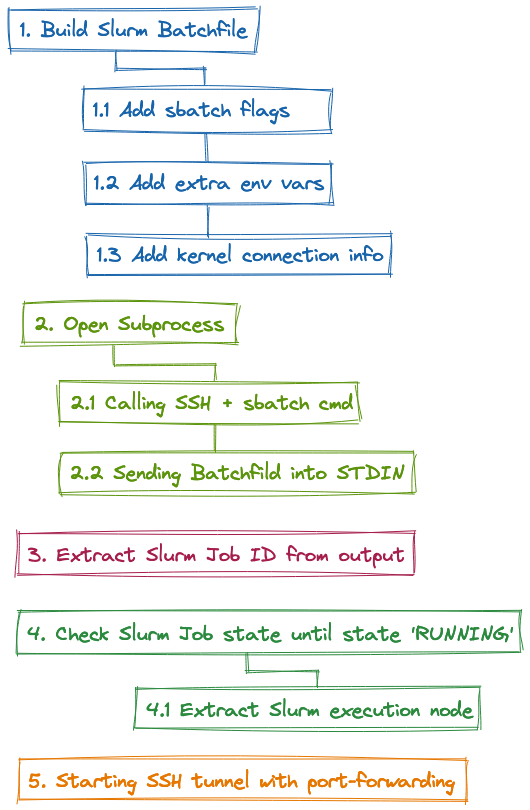 1. Build Slurm Batchfile
1.1 Add sbatch flags
1.2 Add extra env vars
1.3 Add kernel connection info
2. Open Subprocess
2.1 Calling SSH + sbatch cmd
2.2 Sending Batchfild into STDIN
3. Extract Slurm Job ID from output
4. Check Slurm Job state until state 'RUNNING'
4.1 Extract Slurm execution node
5. Starting SSH tunnel with port-forwarding